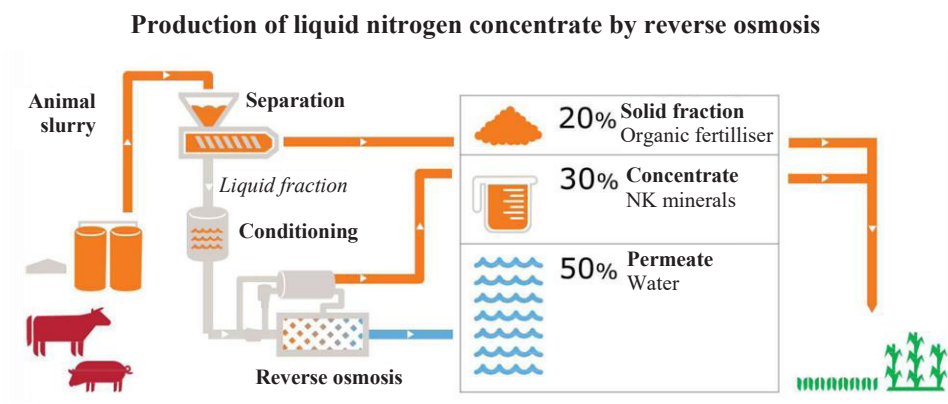 Production of liquid nitrogen concentrate by reverse osmosis
Animal
slurry
Separation
Liquid fraction
Conditioning
Reverse osmosis
20% Solid fraction
Organic fertilliser
30% Concentrate
NK minerals
50% Permeate
Water